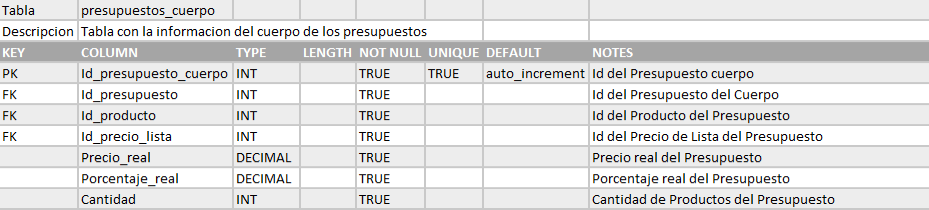 Tabla presupuestos_cuerpo
Descripcion Tabla con la informacion del cuerpo de los presupuestos
KEY COLUMN TYPE LENGTH NOT NULL UNIQUE DEFAULT NOTES
PK Id_presupuesto_cuerpo INT TRUE TRUE auto_increment Id del Presupuesto cuerpo
FK Id_presupuesto INT TRUE Id del Presupuesto del Cuerpo
FK Id_producto INT TRUE Id del Producto del Presupuesto
FK Id_precio_lista INT TRUE Id del Precio de Lista del Presupuesto
Precio_real DECIMAL TRUE Precio real del Presupuesto
Porcentaje_real DECIMAL TRUE Porcentaje real del Presupuesto
Cantidad INT TRUE Cantidad de Productos del Presupuesto